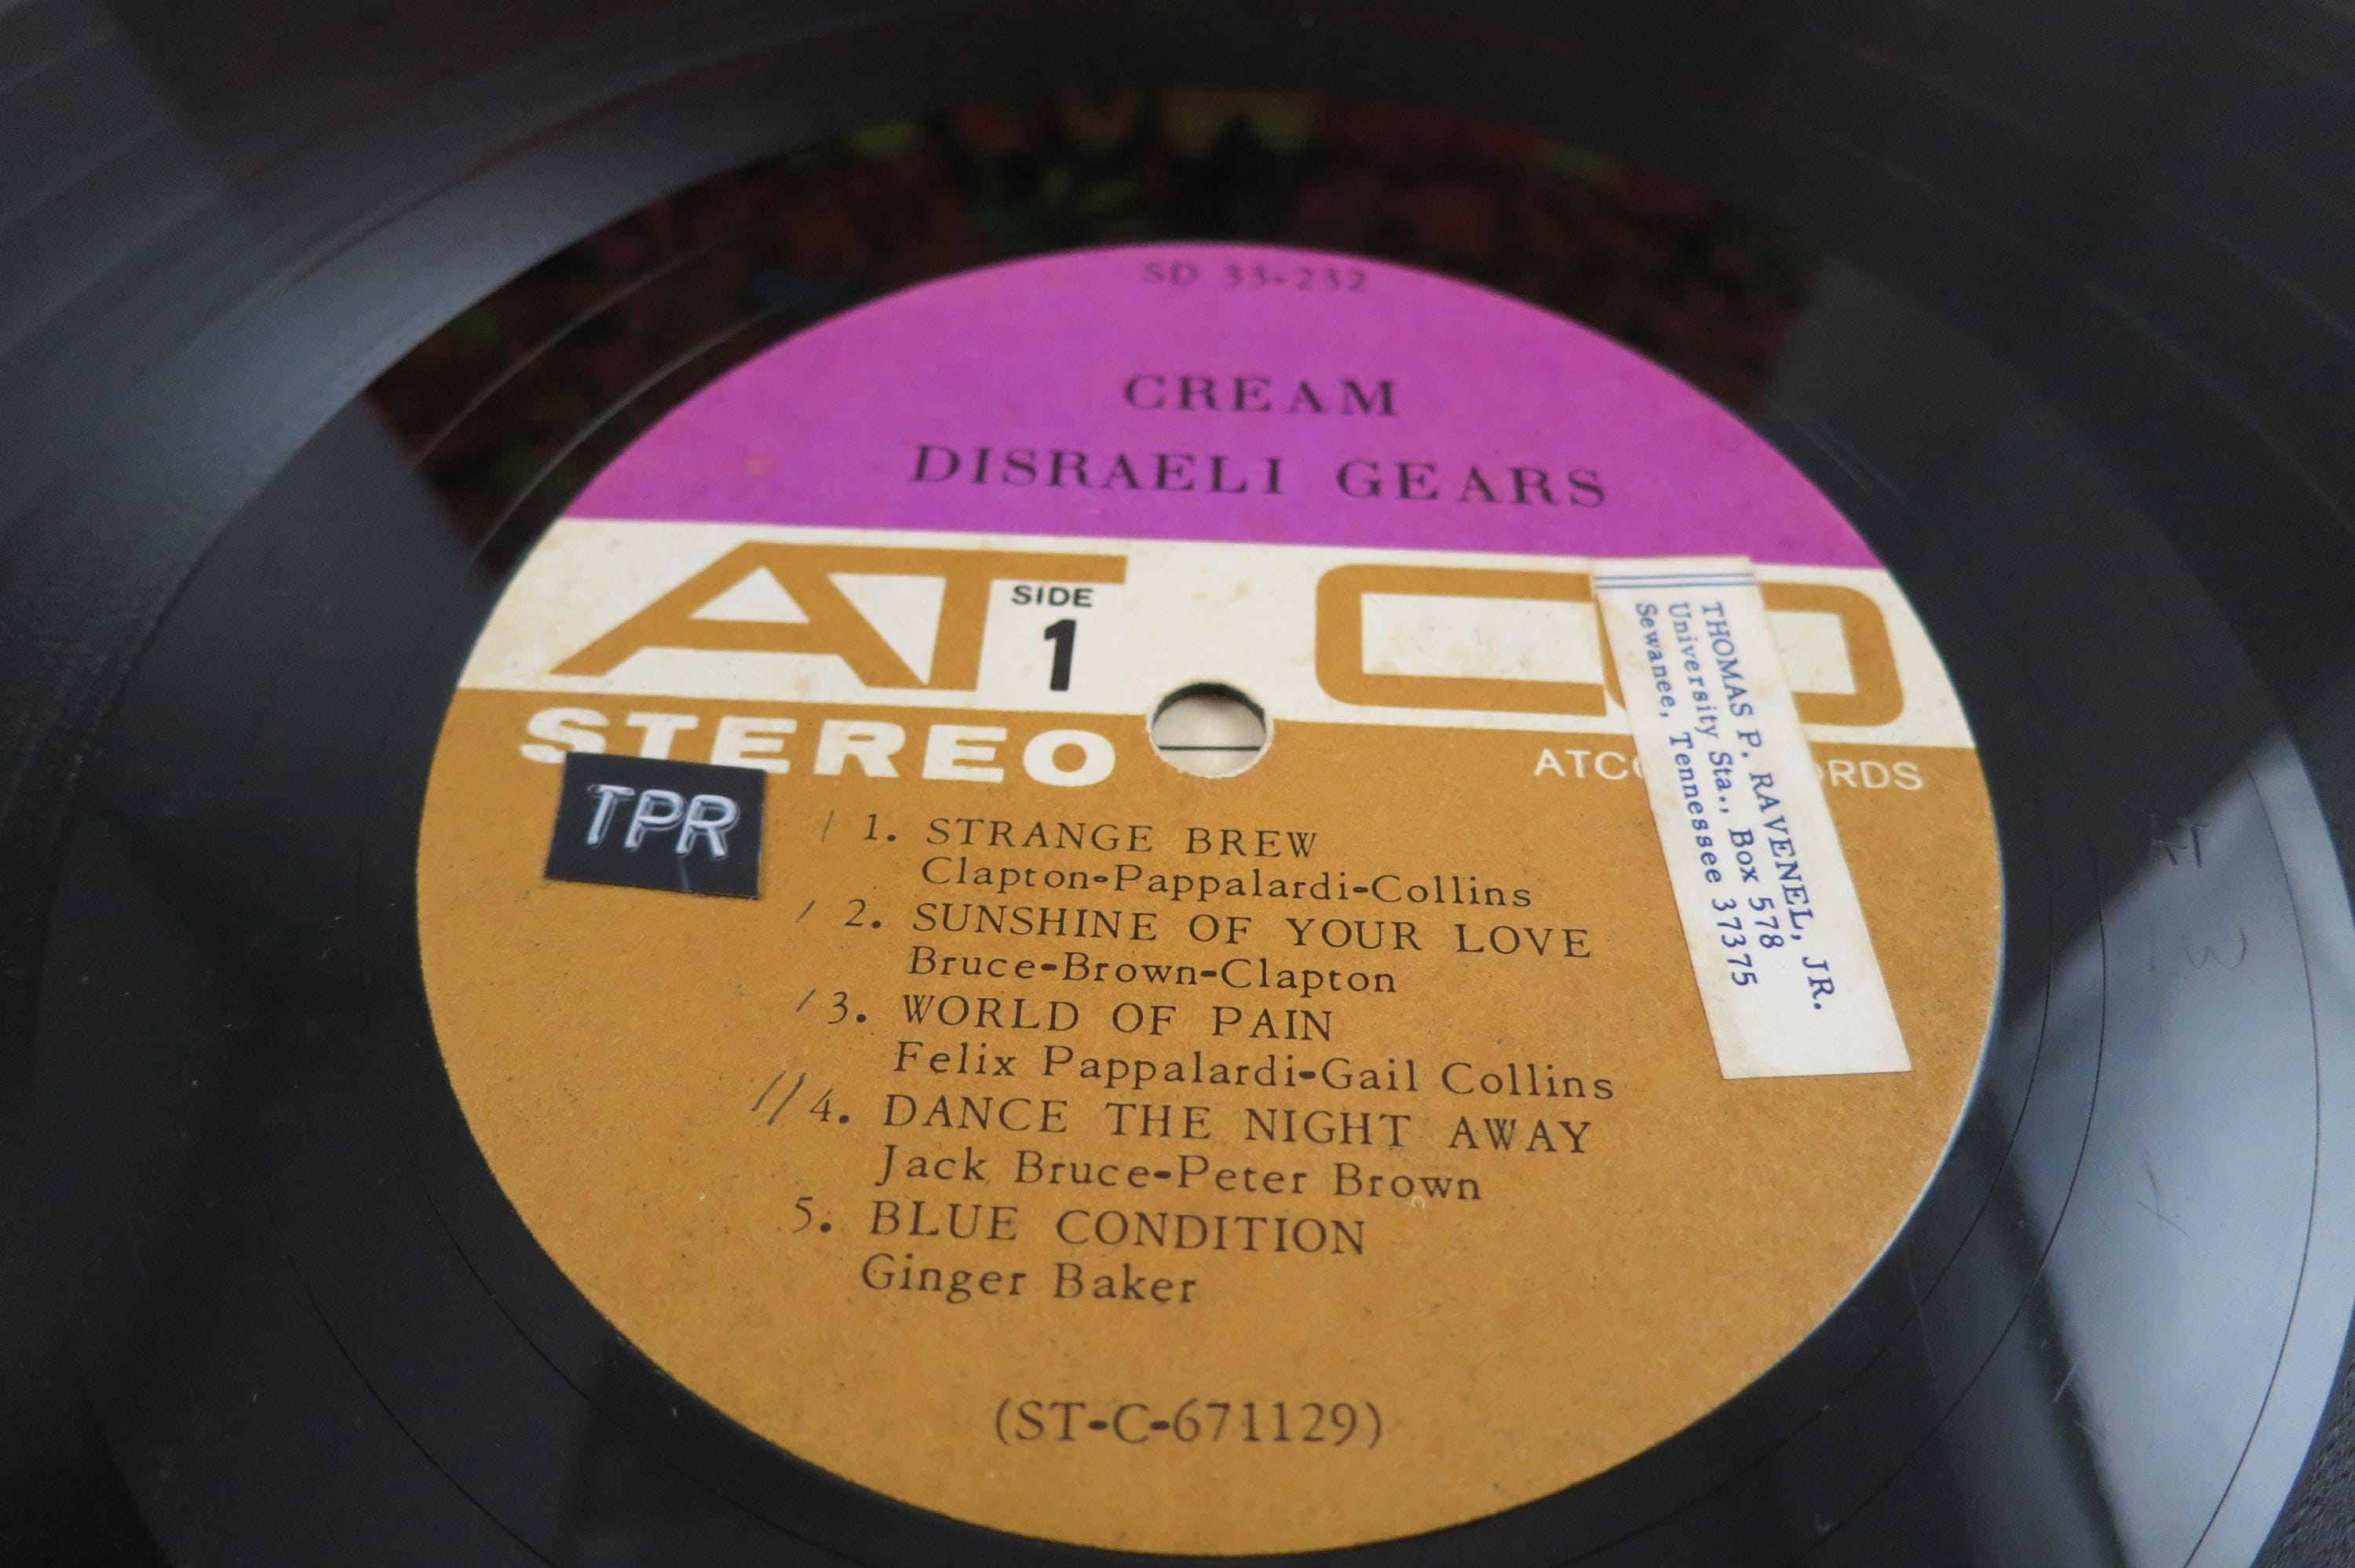 SD 33-232
CREAM
DISRAELI GEARS
ATCO
SIDE
1
STEREO
TPR
THOMAS P. RAVENEL, JR.
University Sta., Box 578
Sewanee, Tennessee 37375
1. STRANGE BREW
Clapton-Pappalardi-Collins
2. SUNSHINE OF YOUR LOVE
Bruce-Brown-Clapton
3. WORLD OF PAIN
Felix Pappalardi-Gail Collins
4. DANCE THE NIGHT AWAY
Jack Bruce-Peter Brown
5. BLUE CONDITION
Ginger Baker
(ST-C-671129)